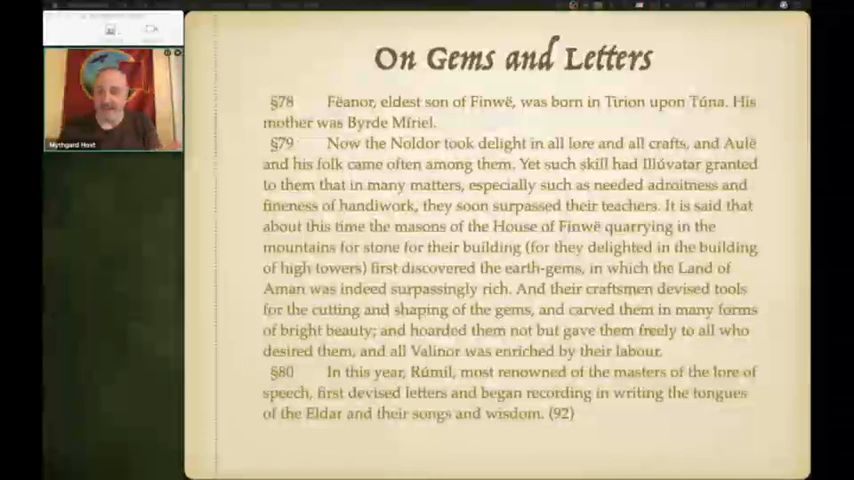 On Gems and Letters
§78 Fëanor, eldest son of Finwë, was born in Tirion upon Túna. His
mother was Byrde Míriel.
§79 Now the Noldor took delight in all lore and all crafts, and Aulë
and his folk came often among them. Yet such skill had Ilúvatar granted
to them that in many matters, especially such as needed adroitness and
fineness of handiwork, they soon surpassed their teachers. It is said that
about this time the masons of the House of Finwë quarrying in the
mountains for stone for their building (for they delighted in the building
of high towers) first discovered the earth-gems, in which the Land of
Aman was indeed surpassingly rich. And their craftsmen devised tools
for the cutting and shaping of the gems, and carved them in many forms
of bright beauty; and hoarded them not but gave them freely to all who
desired them, and all Valinor was enriched by their labour.
§80 In this year, Rúmil, most renowned of the masters of the lore of
speech, first devised letters and began recording in writing the tongues
of the Eldar and their songs and wisdom. (92)
Mythgard Host